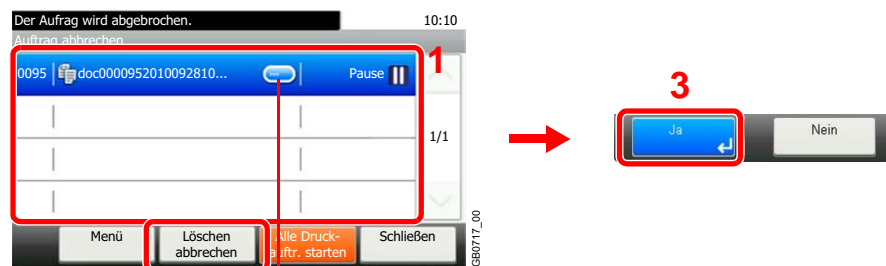 Der Aufrag wird abgebrochen. 10:10
Auftrag abbrechen
1
0095 doc0000952010092810... Pause
1/1
Menü
Löschen abbrechen
Alle Druck-auftr. starten
Schließen
GB0717_00
3
Ja
Nein